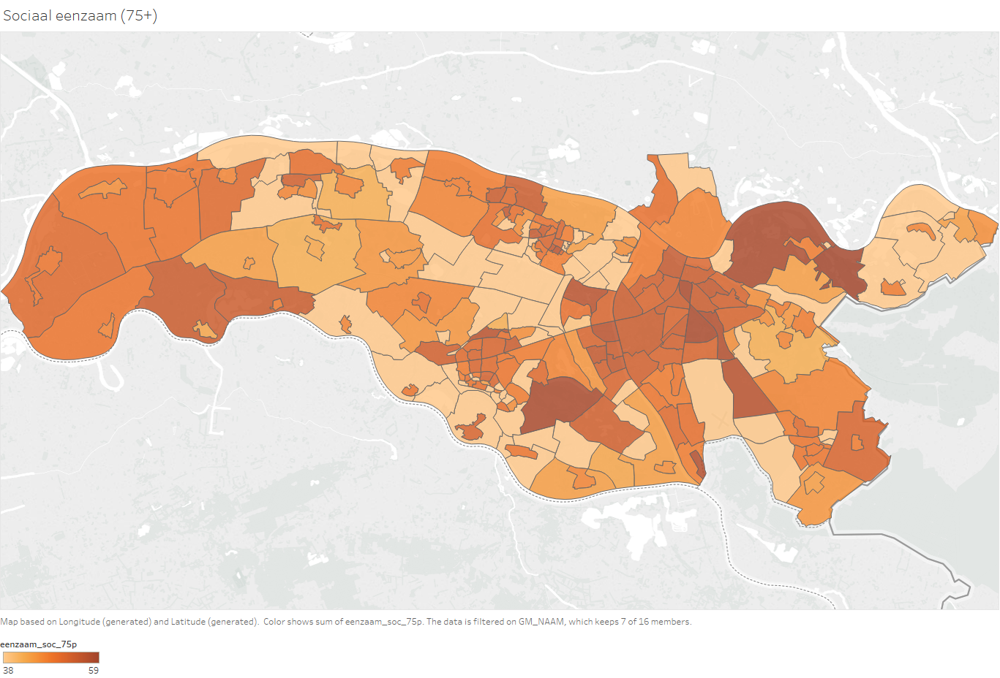 Sociaal eenzaam (75+)
Map based on Longitude (generated) and Latitude (generated).  Color shows sum of eenzaam_soc_75p. The data is filtered on GM_NAAM, which keeps 7 of 16 members.
eenzaam_soc_75p
38 59